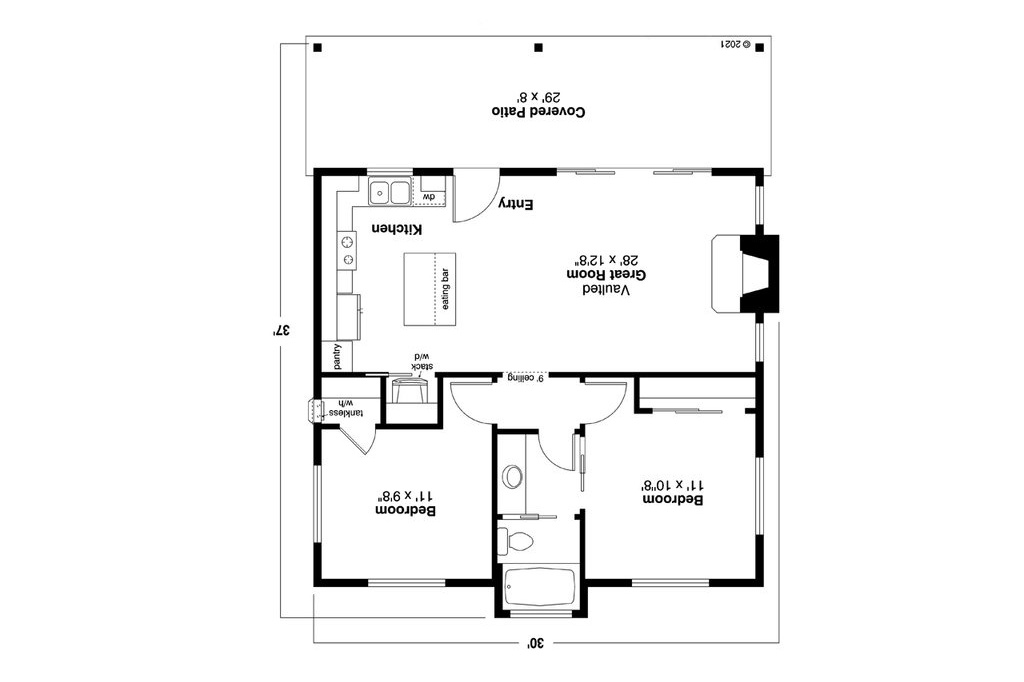 30'
Bedroom
11' x 10'8'
Bedroom
11' x 9'8"
tankless
w/h
9' ceiling
stack
w/d
pantry
37'
Vaulted
Great Room
28' x 12'8"
eating bar
Kitchen
Entry
dw
Covered Patio
29' x 8'
© 2021